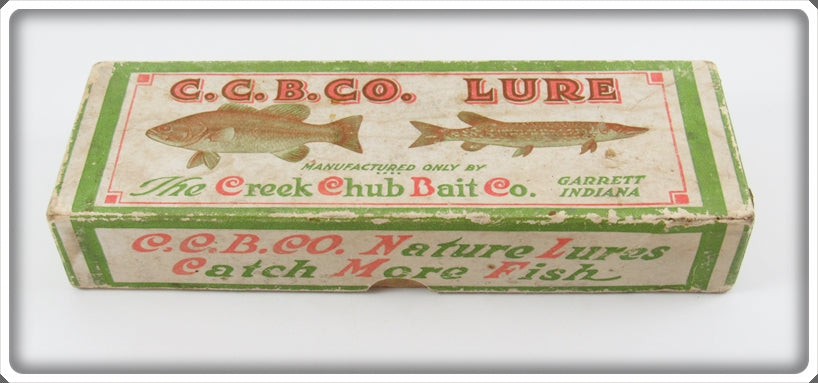 C.C.B.CO. LURE
MANUFACTURED ONLY BY
The Creek Chub Bait Co.
GARRETT
INDIANA
C.C.B.CO. Nature Lures
Catch More Fish